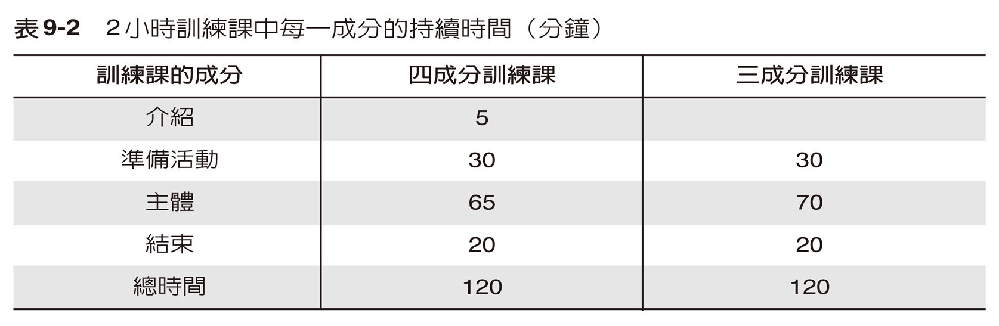 表9-2 2小時訓練課中每一成分的持續時間（分鐘）
訓練課的成分 四成分訓練課 三成分訓練課
介紹 5
準備活動 30 30
主體 65 70
結束 20 20
總時間 120 120